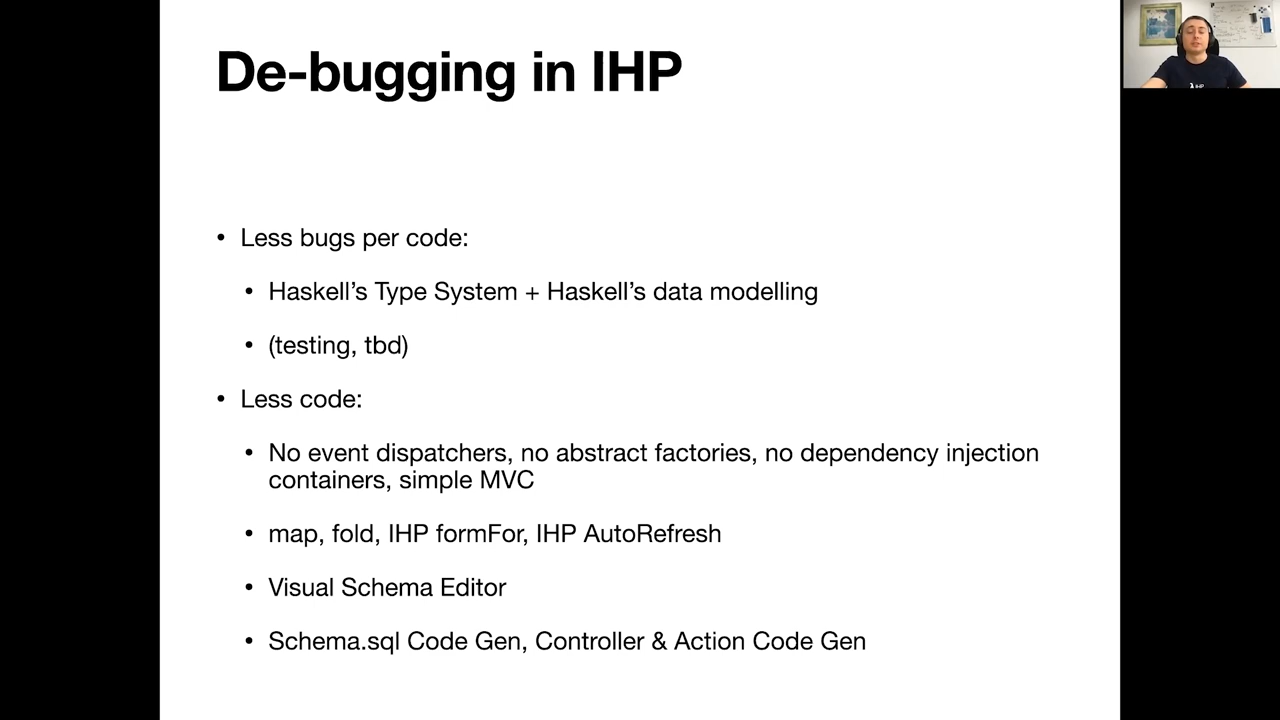 De-bugging in IHP
• Less bugs per code:
• Haskell’s Type System + Haskell’s data modelling
• (testing, tbd)
• Less code:
• No event dispatchers, no abstract factories, no dependency injection
containers, simple MVC
• map, fold, IHP formFor, IHP AutoRefresh
• Visual Schema Editor
• Schema.sql Code Gen, Controller & Action Code Gen